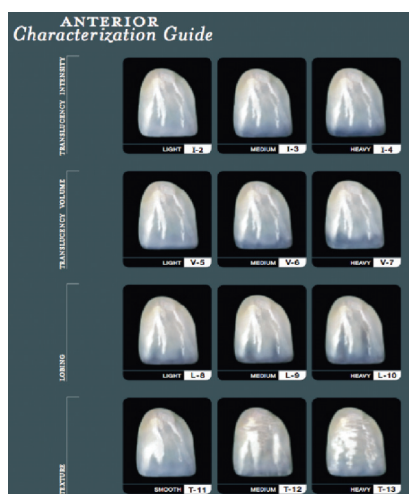 ANTERIOR
Characterization Guide
TRANSLUCENCY INTENSITY
LIGHT I-2
MEDIUM I-3
HEAVY I-4
TRANSLUCENCY VOLUME
LIGHT V-5
MEDIUM V-6
HEAVY V-7
LOBING
LIGHT L-8
MEDIUM L-9
HEAVY L-10
TEXTURE
SMOOTH T-11
MEDIUM T-12
HEAVY T-13